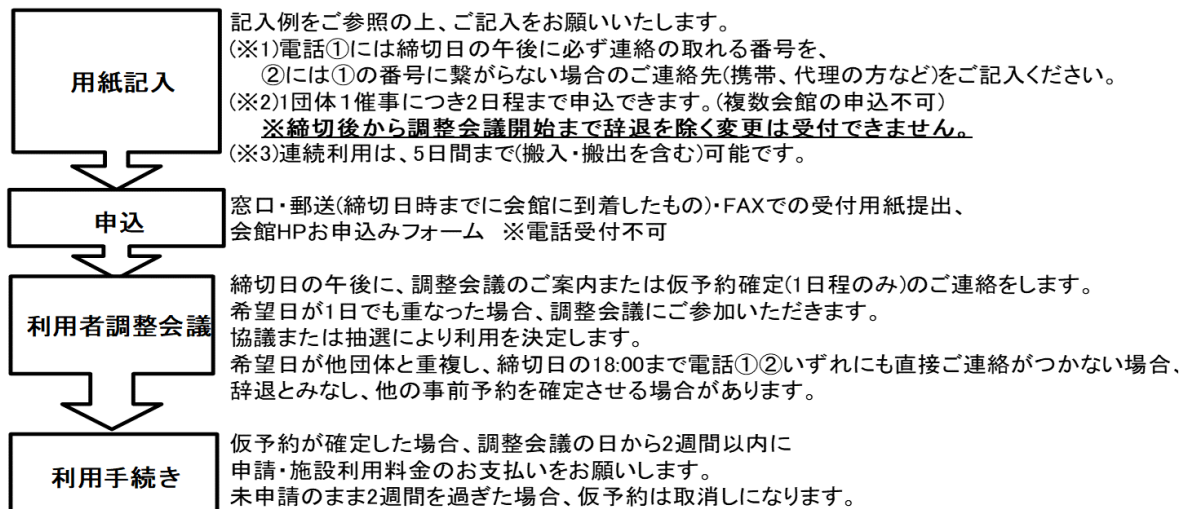 用紙記入
記入例をご参照の上、ご記入をお願いいたします。
(※1)電話①には締切日の午後に必ず連絡の取れる番号を、
②には①の番号に繋がらない場合のご連絡先(携帯、代理の方など)をご記入ください。
(※2)1団体1催事につき2日程まで申込できます。(複数会館の申込不可)
※締切後から調整会議開始まで辞退を除く変更は受付できません。
(※3)連続利用は、5日間まで(搬入・搬出を含む)可能です。
申込
窓口・郵送(締切日時までに会館に到着したもの)・FAXでの受付用紙提出、
会館HPお申込みフォーム ※電話受付不可
利用者調整会議
締切日の午後に、調整会議のご案内または仮予約確定(1日程のみ)のご連絡をします。
希望日が1日でも重なった場合、調整会議にご参加いただきます。
協議または抽選により利用を決定します。
希望日が他団体と重複し、締切日の18:00まで電話①②いずれにも直接ご連絡がつかない場合、
辞退とみなし、他の事前予約を確定させる場合があります。
利用手続き
仮予約が確定した場合、調整会議の日から2週間以内に
申請・施設利用料金のお支払いをお願いします。
未申請のまま2週間を過ぎた場合、仮予約は取消しになります。